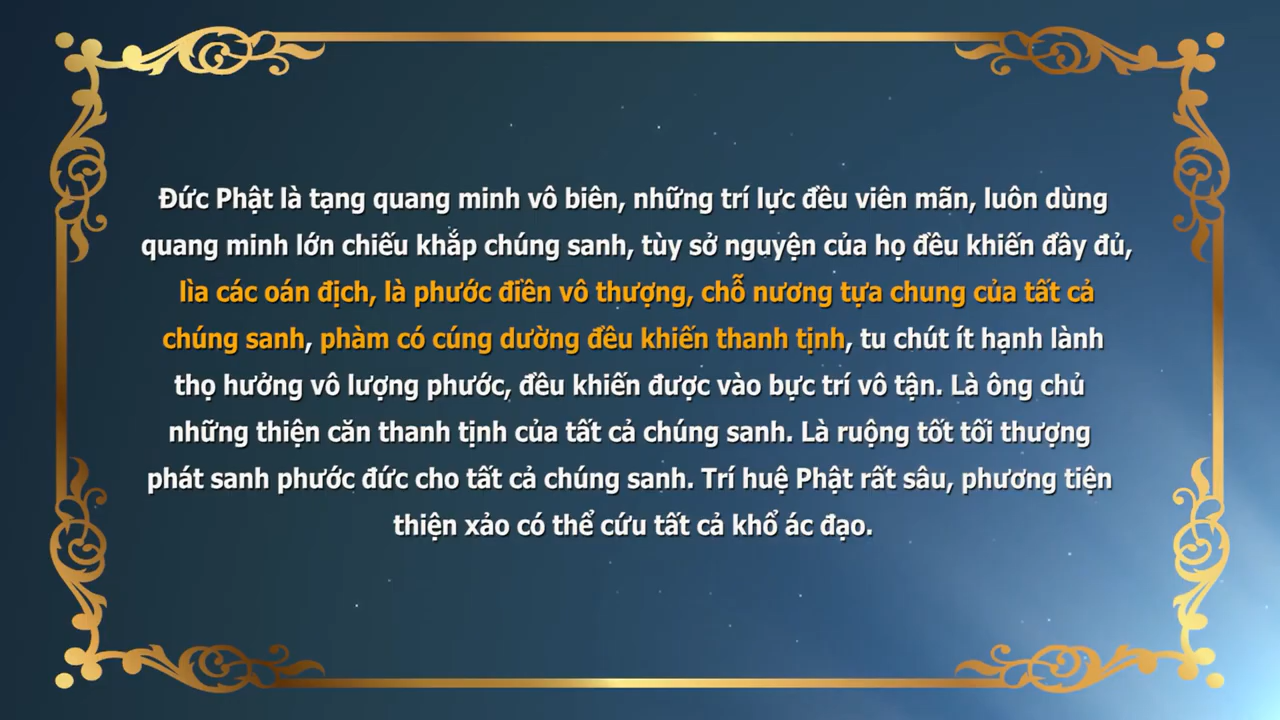 Đức Phật là tạng quang minh vô biên, những trí lực đều viên mãn, luôn dùng
quang minh lớn chiếu khắp chúng sanh, tùy sở nguyện của họ đều khiến đầy đủ,
lìa các oán địch, là phước điền vô thượng, chỗ nương tựa chung của tất cả
chúng sanh, phàm có cúng dường đều khiến thanh tịnh, tu chút ít hạnh lành
thọ hưởng vô lượng phước, đều khiến được vào bực trí vô tận. Là ông chủ
những thiện căn thanh tịnh của tất cả chúng sanh. Là ruộng tốt tối thượng
phát sanh phước đức cho tất cả chúng sanh. Trí huệ Phật rất sâu, phương tiện
thiện xảo có thể cứu tất cả khổ ác đạo.